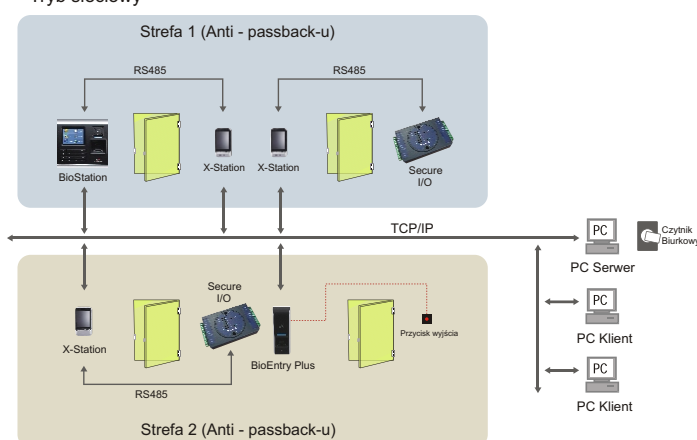 Tryb sieciowy
Strefa 1 (Anti - passback-u)
RS485
RS485
BioStation
X-Station
X-Station
Secure
I/O
TCP/IP
PC
Czytnik
Biurkowy
PC Serwer
Secure
I/O
X-Station
BioEntry Plus
Przycisk wyjścia
PC
PC Klient
RS485
PC
PC Klient
Strefa 2 (Anti - passback-u)